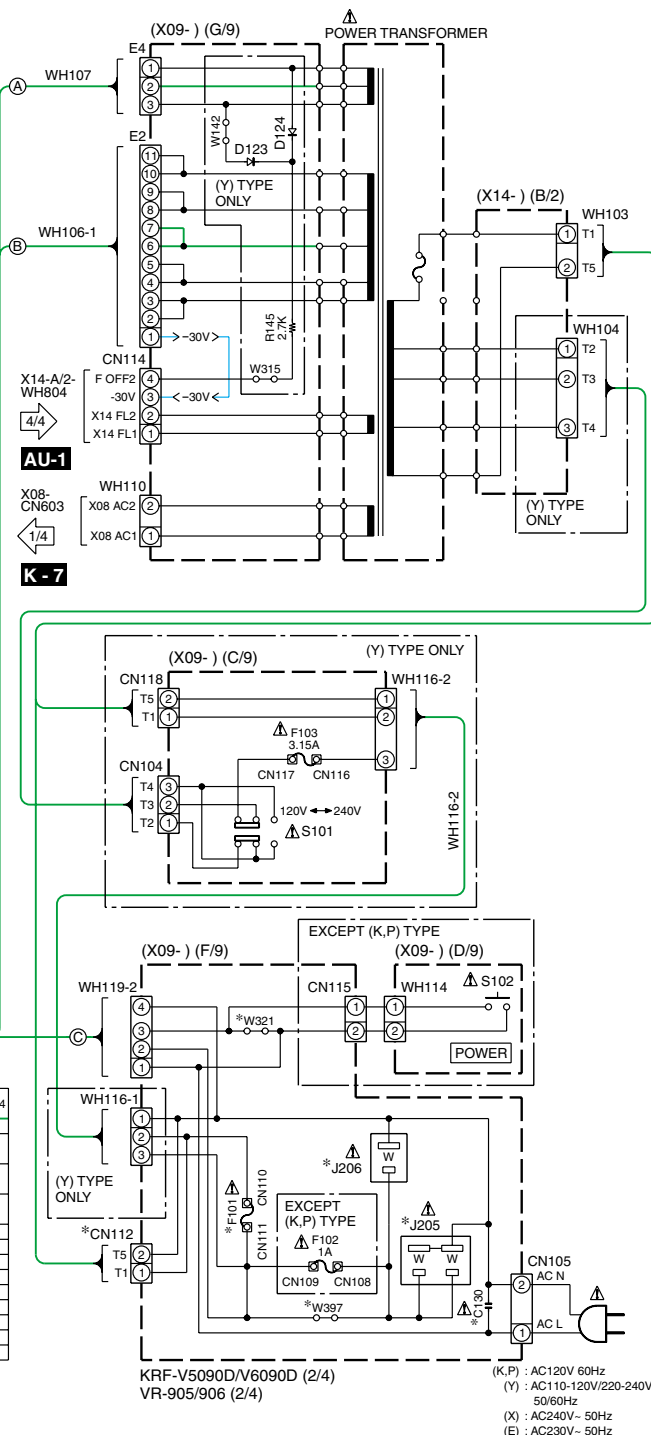 (X09- ) (G/9)
POWER TRANSFORMER
E4
A
WH107
1
2
3
W142
D123
D124
(Y) TYPE
ONLY
E2
B
WH106-1
11
10
9
8
7
6
5
4
3
2
1
–30V
R145
2.7K
CN114
W315
X14-A/2-
WH804
4/4
AU-1
F OFF2
4
-30V
3
–30V
X14 FL2
2
X14 FL1
1
X08-
CN603
1/4
K - 7
WH110
X08 AC2
2
X08 AC1
1
(X14- ) (B/2)
WH103
1
T1
2
T5
WH104
1
T2
2
T3
3
T4
(Y) TYPE
ONLY
(Y) TYPE ONLY
(X09- ) (C/9)
CN118
T5
2
T1
1
WH116-2
1
2
3
F103
3.15A
CN117
CN116
CN104
T4
3
T3
2
T2
1
120V
240V
S101
WH116-2
EXCEPT (K,P) TYPE
(X09- ) (F/9)
(X09- ) (D/9)
WH119-2
C
4
3
2
1
*W321
CN115
1
2
WH114
1
2
S102
POWER
4
WH116-1
1
2
3
(Y) TYPE
ONLY
*CN112
T5
2
T1
1
*F101
CN110
CN111
EXCEPT
(K,P) TYPE
F102
1A
CN109
CN108
*W397
W
*J206
*J205
W
W
*C130
CN105
2
AC N
1
AC L
KRF-V5090D/V6090D (2/4)
VR-905/906 (2/4)
(K,P) : AC120V 60Hz
(Y) : AC110-120V/220-240V
50/60Hz
(X) : AC240V~ 50Hz
(E) : AC230V~ 50Hz